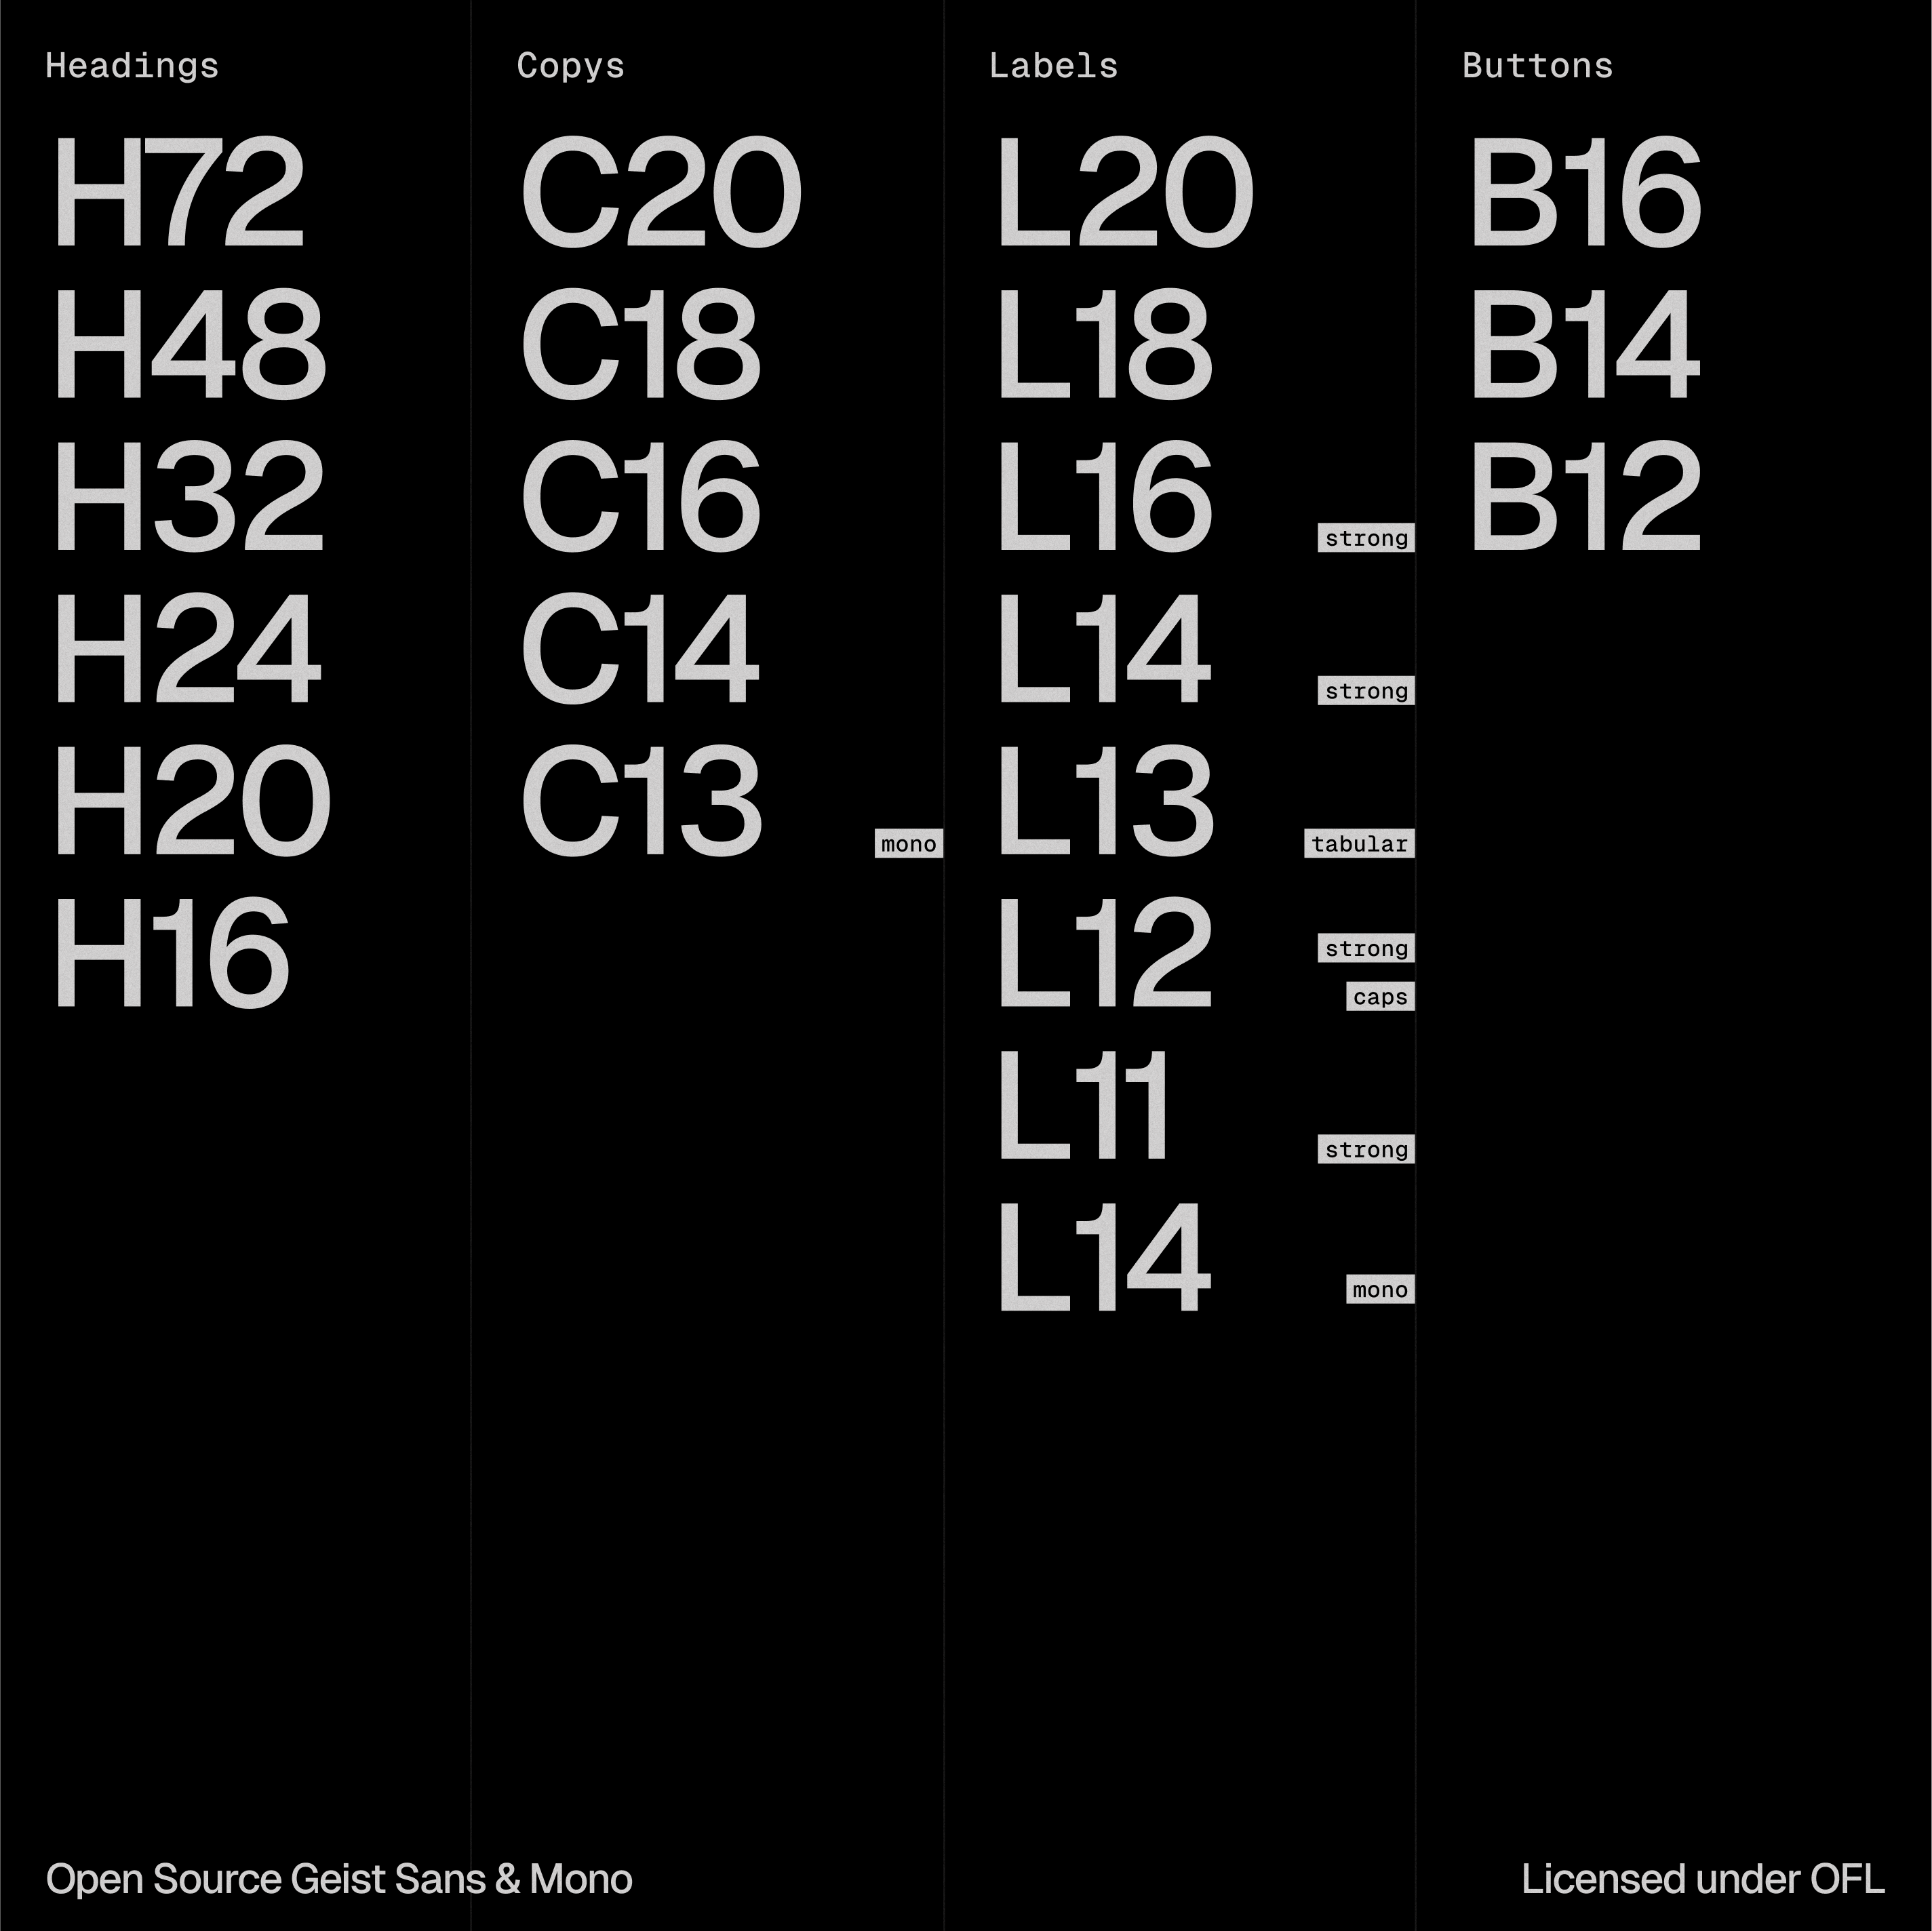 Headings
H72
H48
H32
H24
H20
H16
Copys
C20
C18
C16
C14
C13
mono
Labels
L20
L18
L16
strong
L14
strong
L13
tabular
L12
strong
caps
L11
strong
L14
mono
Buttons
B16
B14
B12
Open Source Geist Sans & Mono
Licensed under OFL